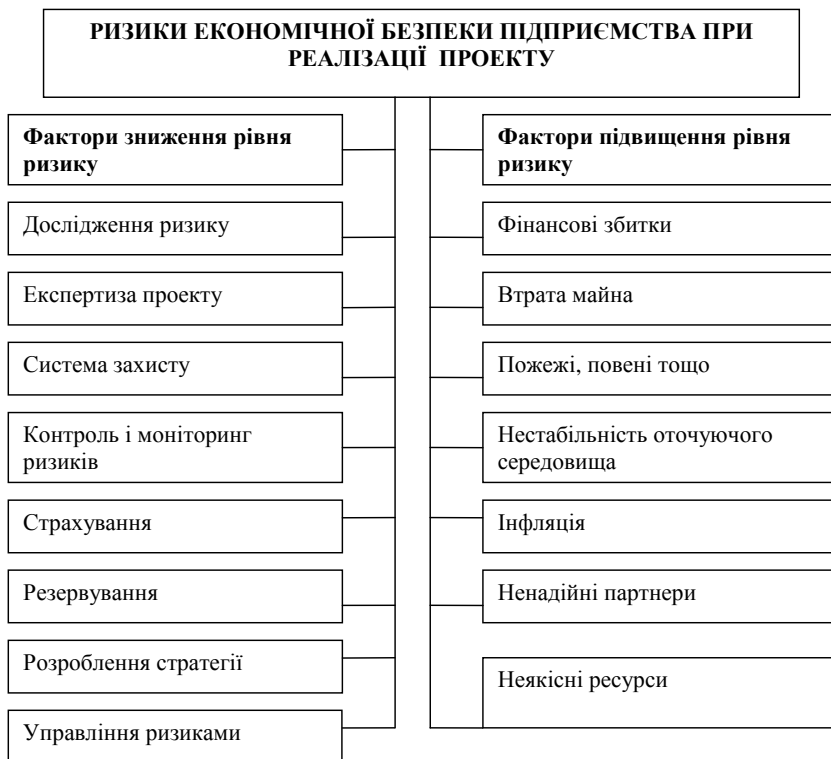 РИЗИКИ ЕКОНОМІЧНОЇ БЕЗПЕКИ ПІДПРИЄМСТВА ПРИ
РЕАЛІЗАЦІЇ ПРОЕКТУ
Фактори зниження рівня
ризику
Дослідження ризику
Експертиза проекту
Система захисту
Контроль і моніторинг
ризиків
Страхування
Резервування
Розроблення стратегії
Управління ризиками
Фактори підвищення рівня
ризику
Фінансові збитки
Втрата майна
Пожежі, повені тощо
Нестабільність оточуючого
середовища
Інфляція
Ненадійні партнери
Неякісні ресурси